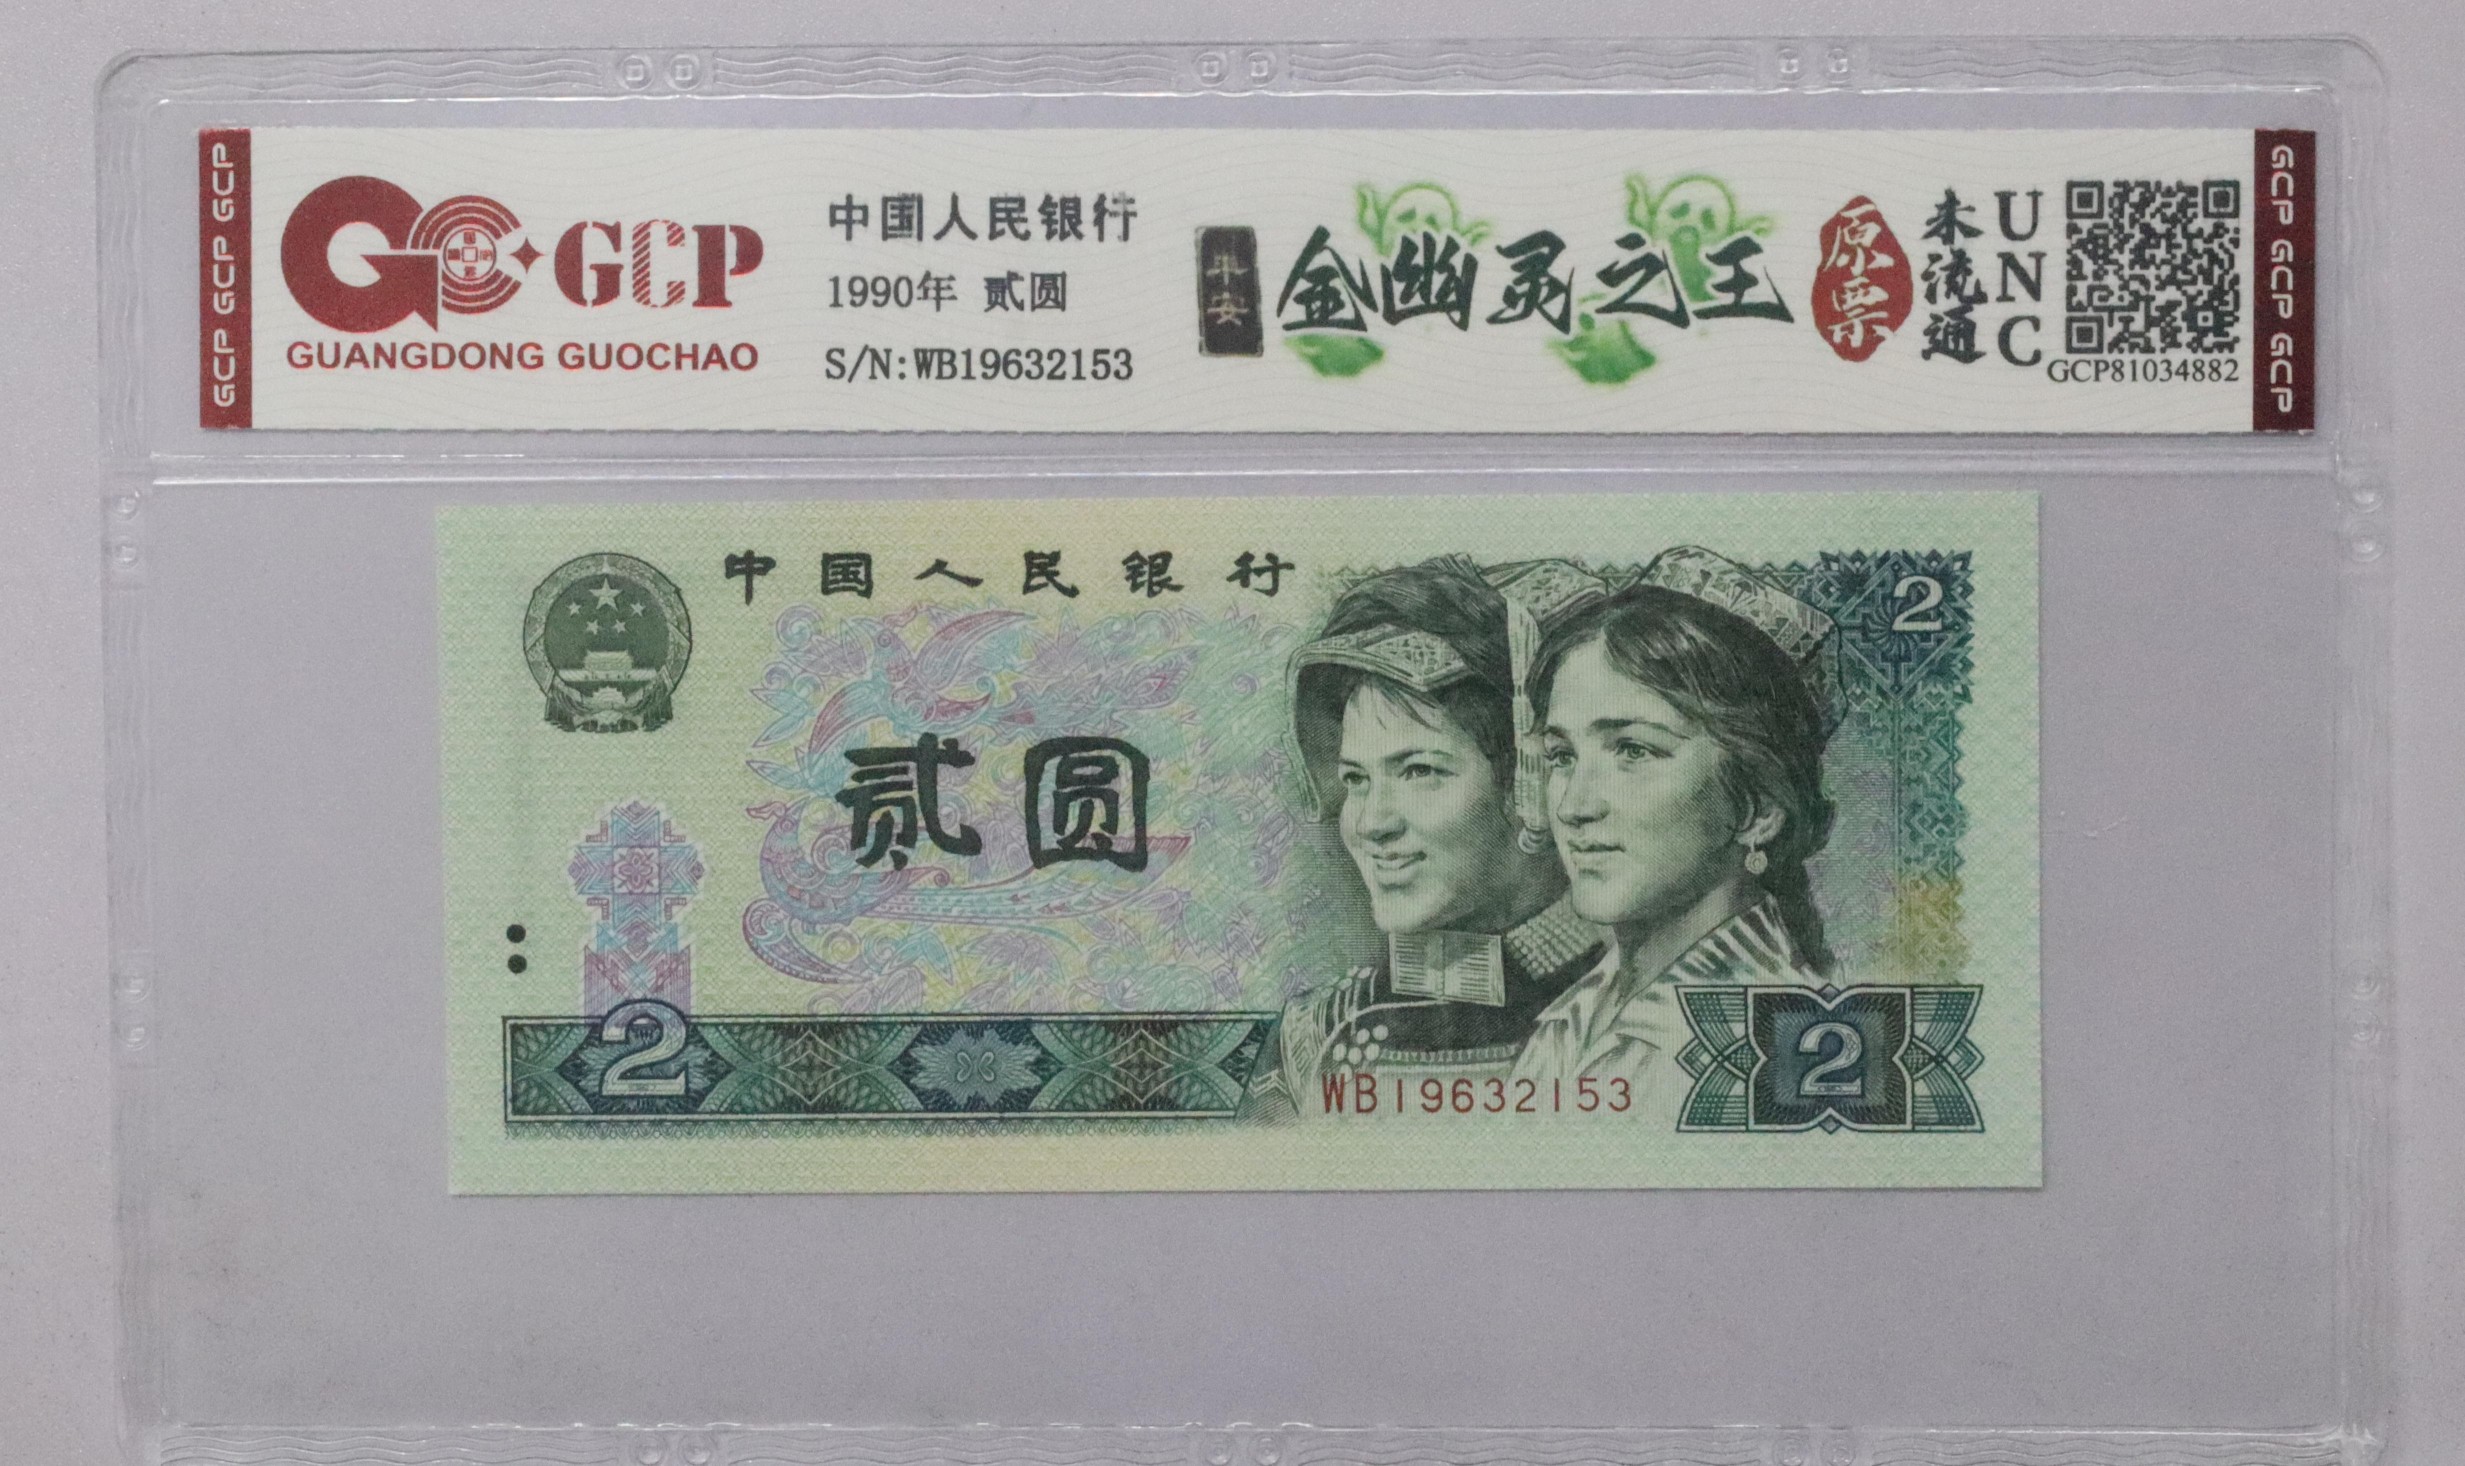 GCP GCP GCP
GCP
GUANGDONG GUOCHAO
中国人民银行
1990年 贰圆
S/N:WB19632153
平安
金幽灵之王
原票
未流通
UNC
GCP81034882
GCP GCP GCP
中国人民银行
2
贰圆
2
WB19632153
2